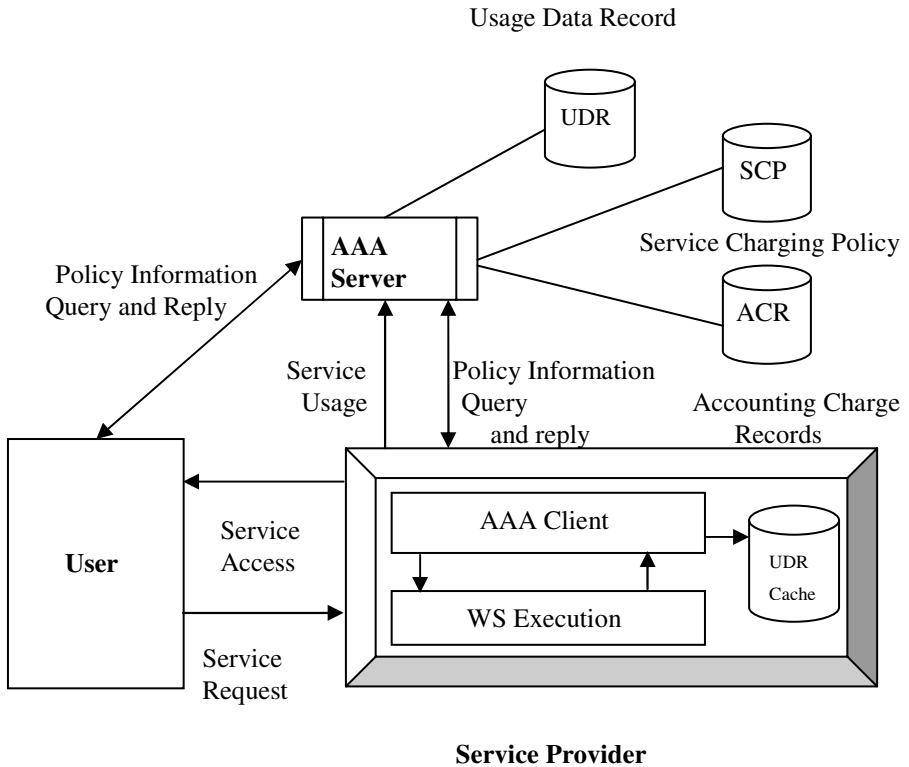 Usage Data Record
UDR
SCP
Service Charging Policy
AAA
Server
Policy Information
Query and Reply
ACR
Service
Usage
Policy Information
Query
and reply
Accounting Charge
Records
User
Service
Access
Service
Request
AAA Client
WS Execution
UDR
Cache
Service Provider